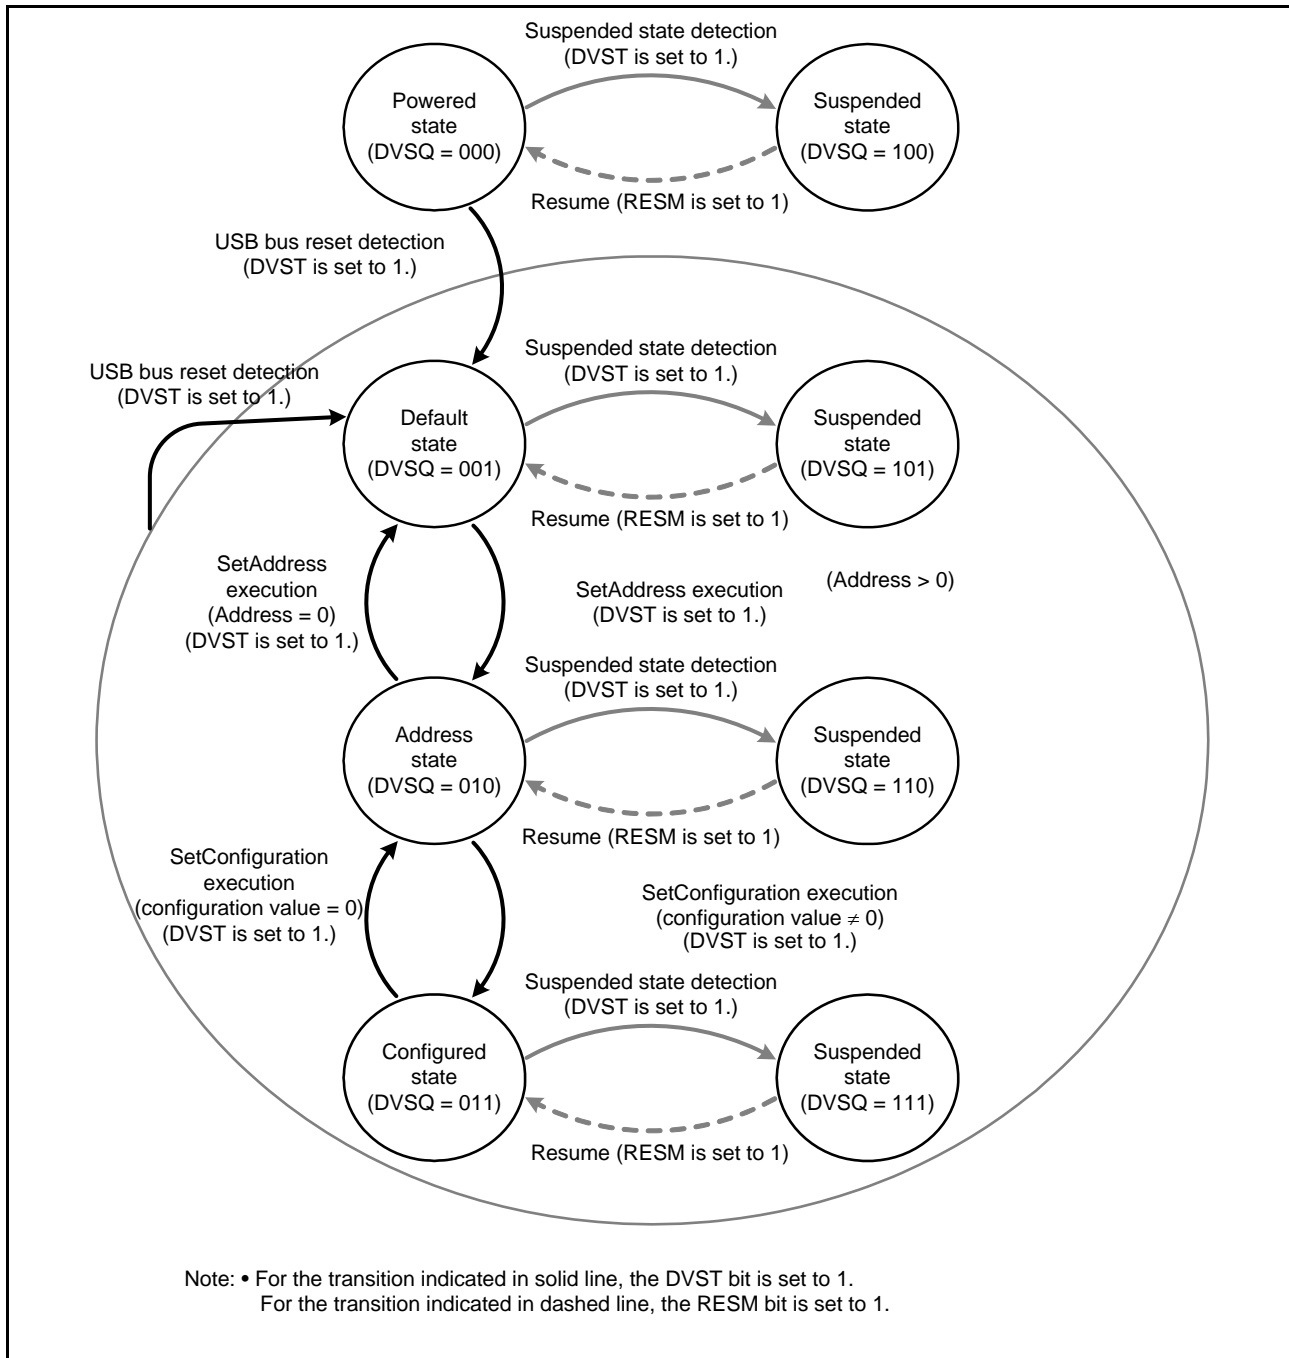 Suspended state detection
(DVST is set to 1.)
Powered
state
(DVSQ = 000)
Suspended
state
(DVSQ = 100)
Resume (RESM is set to 1)
USB bus reset detection
(DVST is set to 1.)
Suspended state detection
(DVST is set to 1.)
USB bus reset detection
(DVST is set to 1.)
Default
state
(DVSQ = 001)
Suspended
state
(DVSQ = 101)
Resume (RESM is set to 1)
SetAddress
execution
(Address = 0)
(DVST is set to 1.)
SetAddress execution
(DVST is set to 1.)
(Address > 0)
Suspended state detection
(DVST is set to 1.)
Address
state
(DVSQ = 010)
Suspended
state
(DVSQ = 110)
Resume (RESM is set to 1)
SetConfiguration
execution
(configuration value = 0)
(DVST is set to 1.)
SetConfiguration execution
(configuration value ≠ 0)
(DVST is set to 1.)
Suspended state detection
(DVST is set to 1.)
Configured
state
(DVSQ = 011)
Suspended
state
(DVSQ = 111)
Resume (RESM is set to 1)
Note: • For the transition indicated in solid line, the DVST bit is set to 1.
For the transition indicated in dashed line, the RESM bit is set to 1.